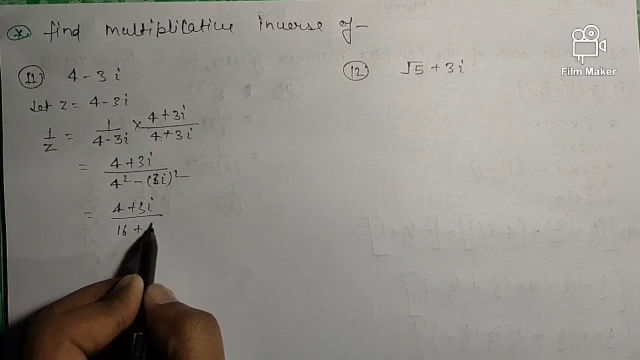 * find multiplicative inverse of -
11 4 - 3i
let z = 4 - 3i
1/z = 1/(4-3i) × (4+3i)/(4+3i)
= (4+3i)/(4² - (3i)²)
= (4+3i)/(16 +
12 √5 + 3i
Film Maker